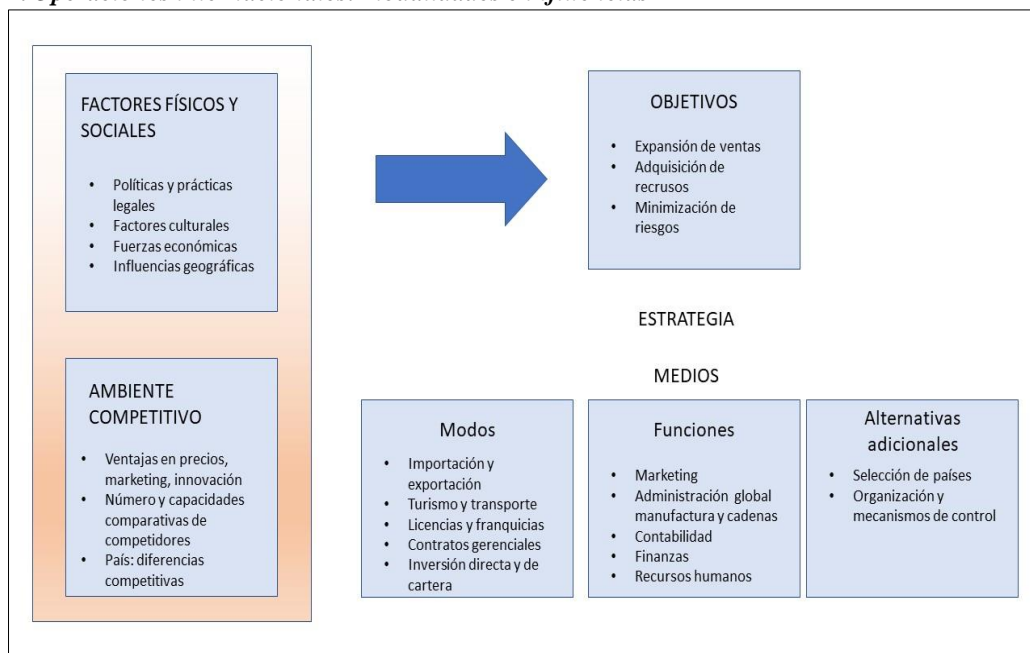 FACTORES FÍSICOS Y
SOCIALES
• Políticas y prácticas
legales
• Factores culturales
• Fuerzas económicas
• Influencias geográficas
AMBIENTE
COMPETITIVO
• Ventajas en precios,
marketing, innovación
• Número y capacidades
comparativas de
competidores
• País: diferencias
competitivas
OBJETIVOS
• Expansión de ventas
• Adquisición de
recrusos
• Minimización de
riesgos
ESTRATEGIA
MEDIOS
Modos
• Importación y
exportación
• Turismo y transporte
• Licencias y franquicias
• Contratos gerenciales
• Inversión directa y de
cartera
Funciones
• Marketing
• Administración global
manufactura y cadenas
• Contabilidad
• Finanzas
• Recursos humanos
Alternativas
adicionales
• Selección de países
• Organización y
mecanismos de control